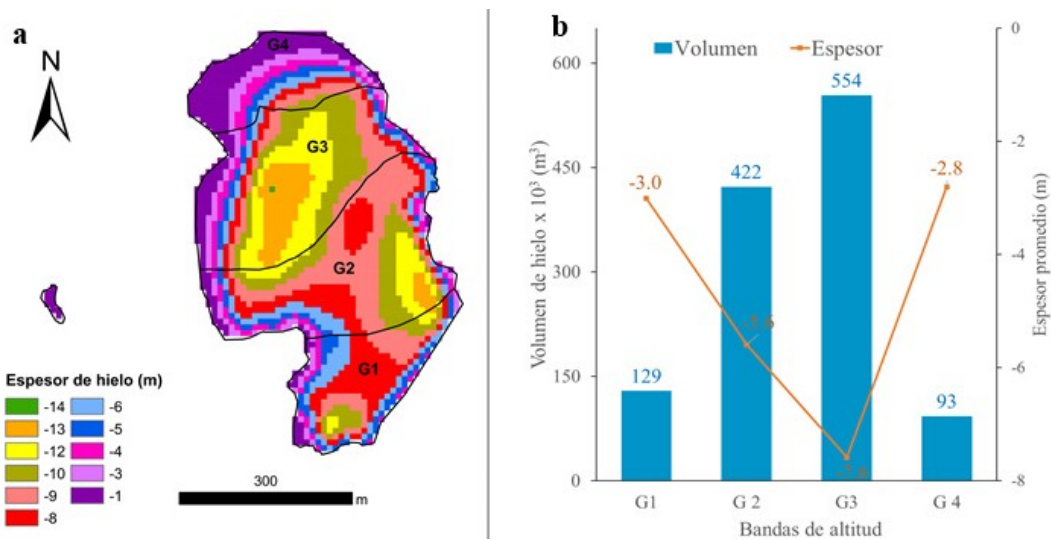 a
N
G4
G3
G2
G1
Espesor de hielo (m)
-14 -6
-13 -5
-12 -4
-10 -3
-9 -1
-8
300
m
b
Volumen Espesor
Volumen de hielo x 10³ (m³)
600
450
300
150
0
129
422
554
93
-3.0
-5.6
-7.6
-2.8
0
-2
-4
-6
-8
Espesor promedio (m)
G1 G 2 G3 G 4
Bandas de altitud